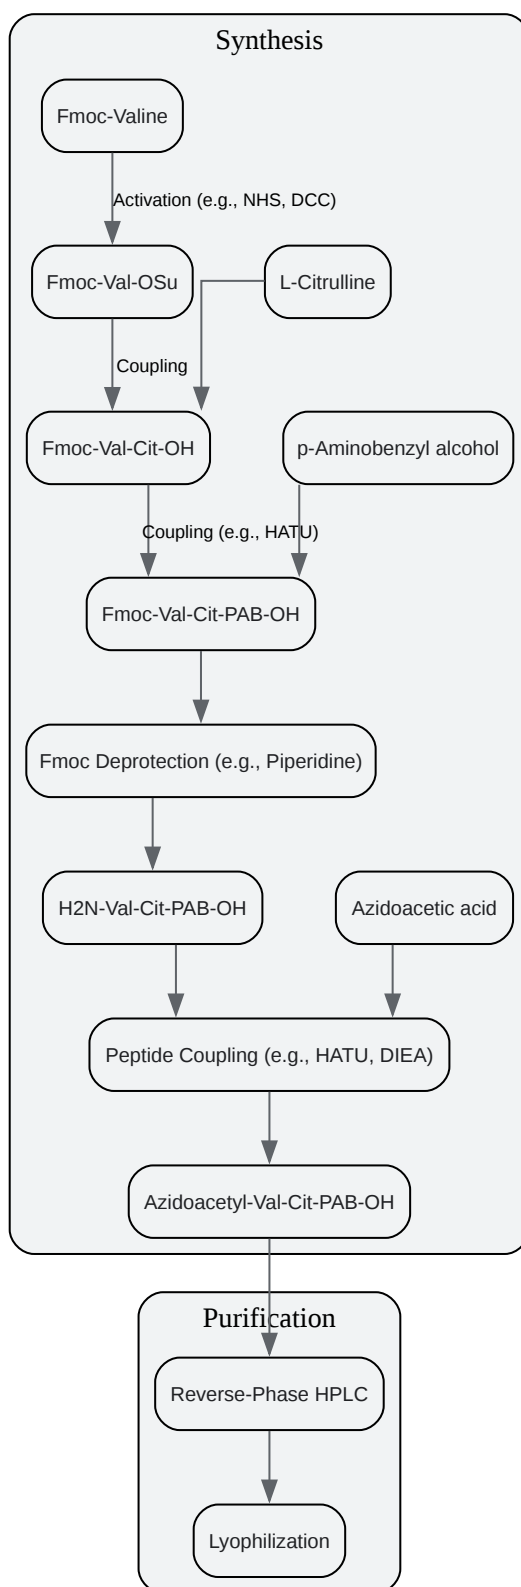 Synthesis
Fmoc-Valine
Activation (e.g., NHS, DCC)
Fmoc-Val-OSu
L-Citrulline
Coupling
Fmoc-Val-Cit-OH
p-Aminobenzyl alcohol
Coupling (e.g., HATU)
Fmoc-Val-Cit-PAB-OH
Fmoc Deprotection (e.g., Piperidine)
H2N-Val-Cit-PAB-OH
Azidoacetic acid
Peptide Coupling (e.g., HATU, DIEA)
Azidoacetyl-Val-Cit-PAB-OH
Purification
Reverse-Phase HPLC
Lyophilization